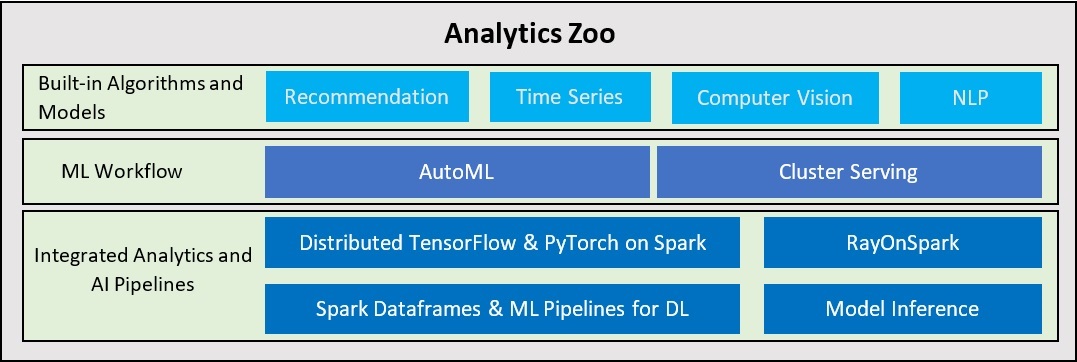 Analytics Zoo
Built-in Algorithms and
Models
Recommendation
Time Series
Computer Vision
NLP
ML Workflow
AutoML
Cluster Serving
Integrated Analytics and
AI Pipelines
Distributed TensorFlow & PyTorch on Spark
RayOnSpark
Spark Dataframes & ML Pipelines for DL
Model Inference